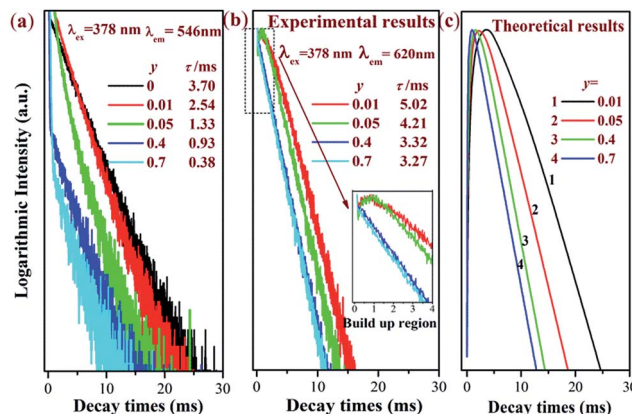 (a)
λex=378 nm λem= 546nm
y τ /ms
0 3.70
0.01 2.54
0.05 1.33
0.4 0.93
0.7 0.38
Logarithmic Intensity (a.u.)
0 10 20 30
Decay times (ms)
(b)
Experimental results
λex=378 nm λem=620nm
y τ /ms
0.01 5.02
0.05 4.21
0.4 3.32
0.7 3.27
0 1 2 3 4
Build up region
0 10 20 30
Decay times (ms)
(c)
Theoretical results
y=
1 0.01
2 0.05
3 0.4
4 0.7
1
2
3
4
0 10 20 30
Decay times (ms)